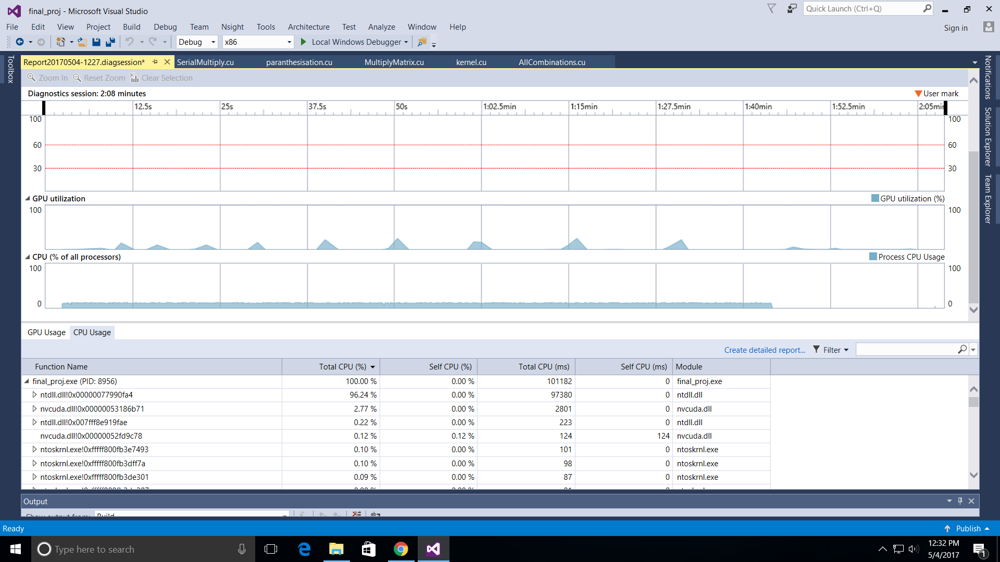 final_proj - Microsoft Visual Studio
Quick Launch (Ctrl+Q)
File Edit View Project Build Debug Team Nsight Tools Architecture Test Analyze Window Help
Sign in
Debug x86 Local Windows Debugger
Toolbox
Report20170504-1227.diagsession* SerialMultiply.cu paranthesisation.cu MultiplyMatrix.cu kernel.cu AllCombinations.cu
Notifications
Solution Explorer
Team Explorer
Zoom In Reset Zoom Clear Selection
Diagnostics session: 2:08 minutes
User mark
12.5s 25s 37.5s 50s 1:02.5min 1:15min 1:27.5min 1:40min 1:52.5min 2:05min
100 100
60 60
30 30
GPU utilization GPU utilization (%)
100 100
CPU (% of all processors) Process CPU Usage
100 100
0 0
GPU Usage CPU Usage
Create detailed report... Filter
Function Name Total CPU (%) Self CPU (%) Total CPU (ms) Self CPU (ms) Module
final_proj.exe (PID: 8956) 100.00 % 0.00 % 101182 0 final_proj.exe
ntdll.dll!0x00000077990fa4 96.24 % 0.00 % 97380 0 ntdll.dll
nvcuda.dll!0x00000053186b71 2.77 % 0.00 % 2801 0 nvcuda.dll
ntdll.dll!0x007fff8e919fae 0.22 % 0.00 % 223 0 ntdll.dll
nvcuda.dll!0x00000052fd9c78 0.12 % 0.12 % 124 124 nvcuda.dll
ntoskrnl.exe!0xfffff800fb3e7493 0.10 % 0.00 % 101 0 ntoskrnl.exe
ntoskrnl.exe!0xfffff800fb3dff7a 0.10 % 0.00 % 98 0 ntoskrnl.exe
ntoskrnl.exe!0xfffff800fb3de301 0.09 % 0.00 % 87 0 ntoskrnl.exe
Output
Show output from: Build
Ready
Publish
Type here to search
12:32 PM
5/4/2017
1